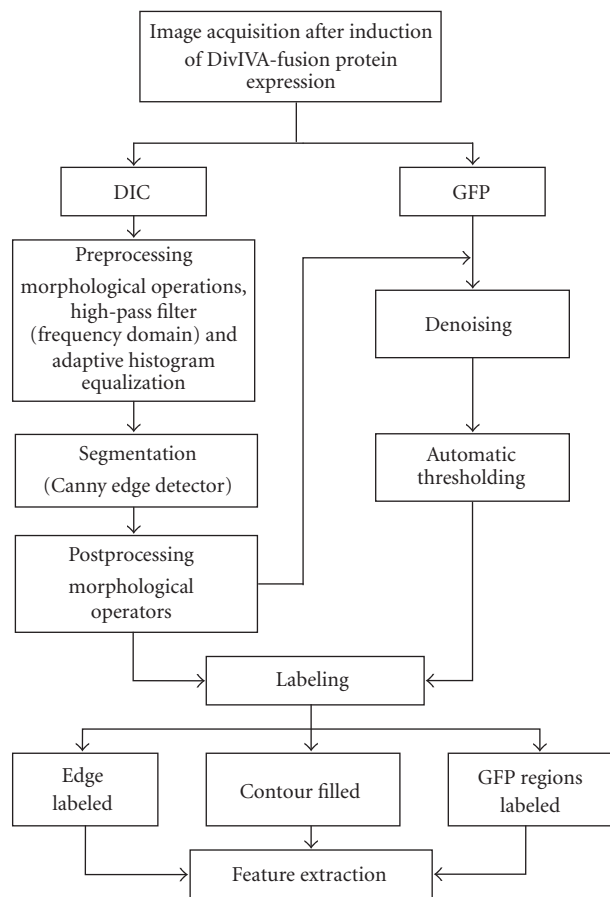 Image acquisition after induction
of DivIVA-fusion protein
expression
DIC
GFP
Preprocessing
morphological operations,
high-pass filter
(frequency domain) and
adaptive histogram
equalization
Denoising
Segmentation
(Canny edge detector)
Automatic
thresholding
Postprocessing
morphological
operators
Labeling
Edge
labeled
Contour filled
GFP regions
labeled
Feature extraction